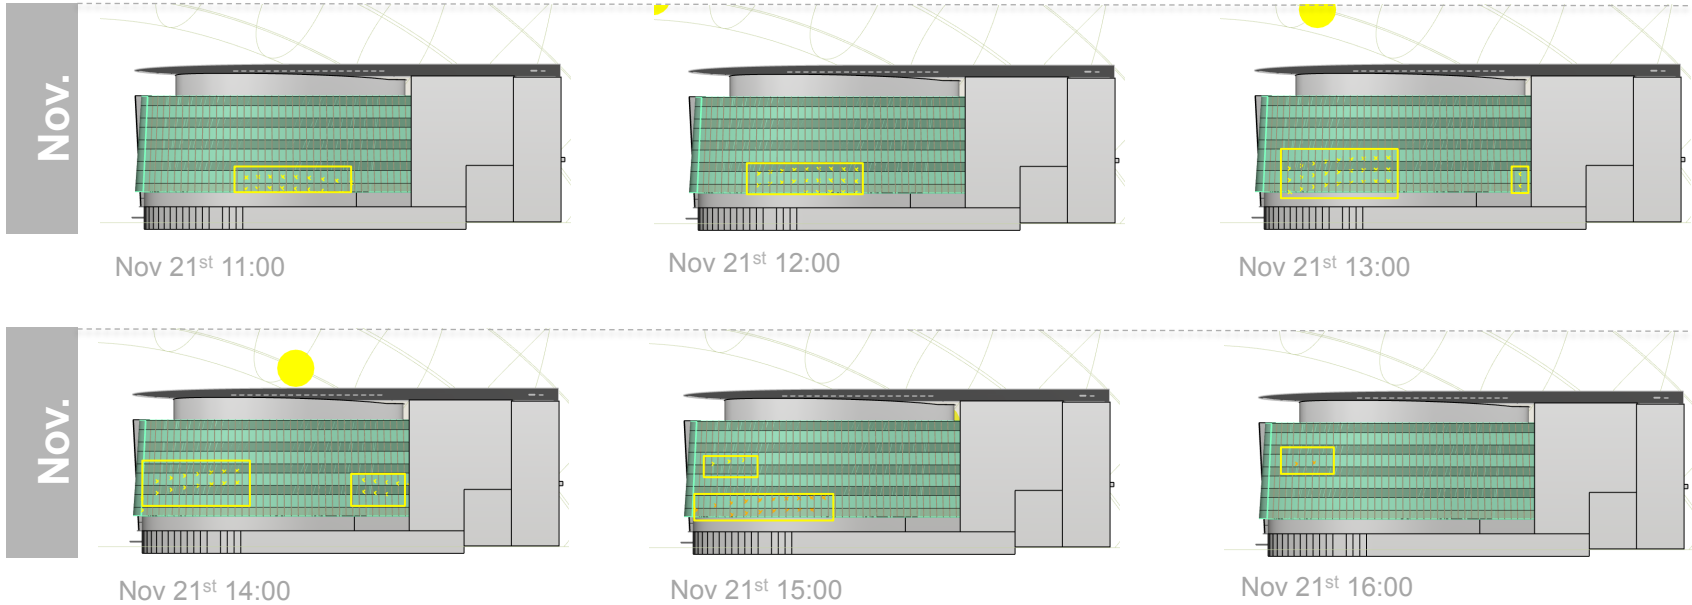 Nov.
Nov 21st 11:00
Nov 21st 12:00
Nov 21st 13:00
Nov.
Nov 21st 14:00
Nov 21st 15:00
Nov 21st 16:00